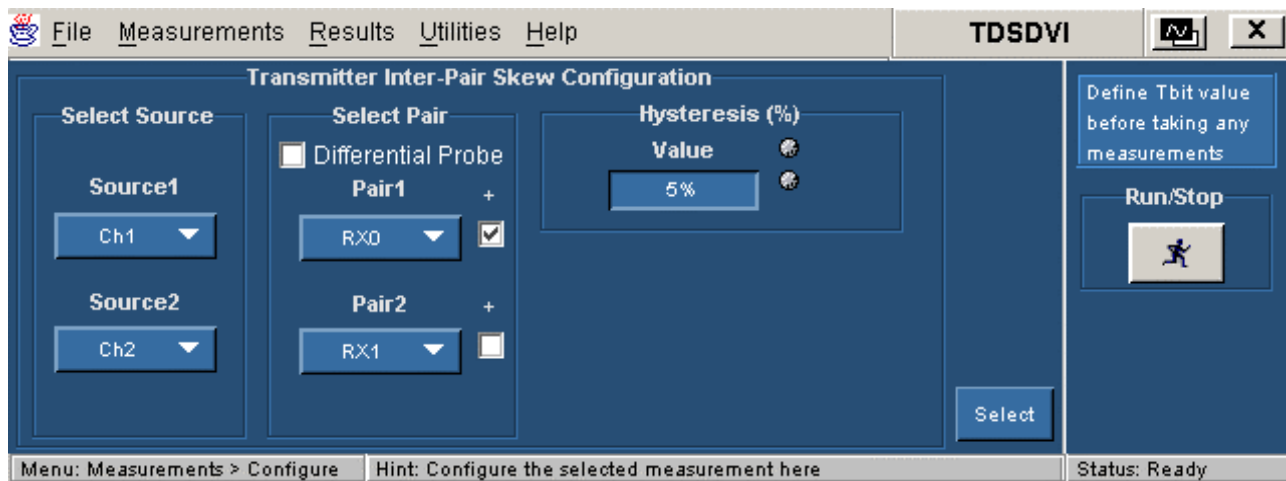 File Measurements Results Utilities Help TDSDVI X
Transmitter Inter-Pair Skew Configuration
Select Source
Source1
Ch1
Source2
Ch2
Select Pair
Differential Probe
Pair1 +
RX0
Pair2 +
RX1
Hysteresis (%)
Value
5%
Select
Define Tbit value
before taking any
measurements
Run/Stop
Menu: Measurements > Configure
Hint: Configure the selected measurement here
Status: Ready